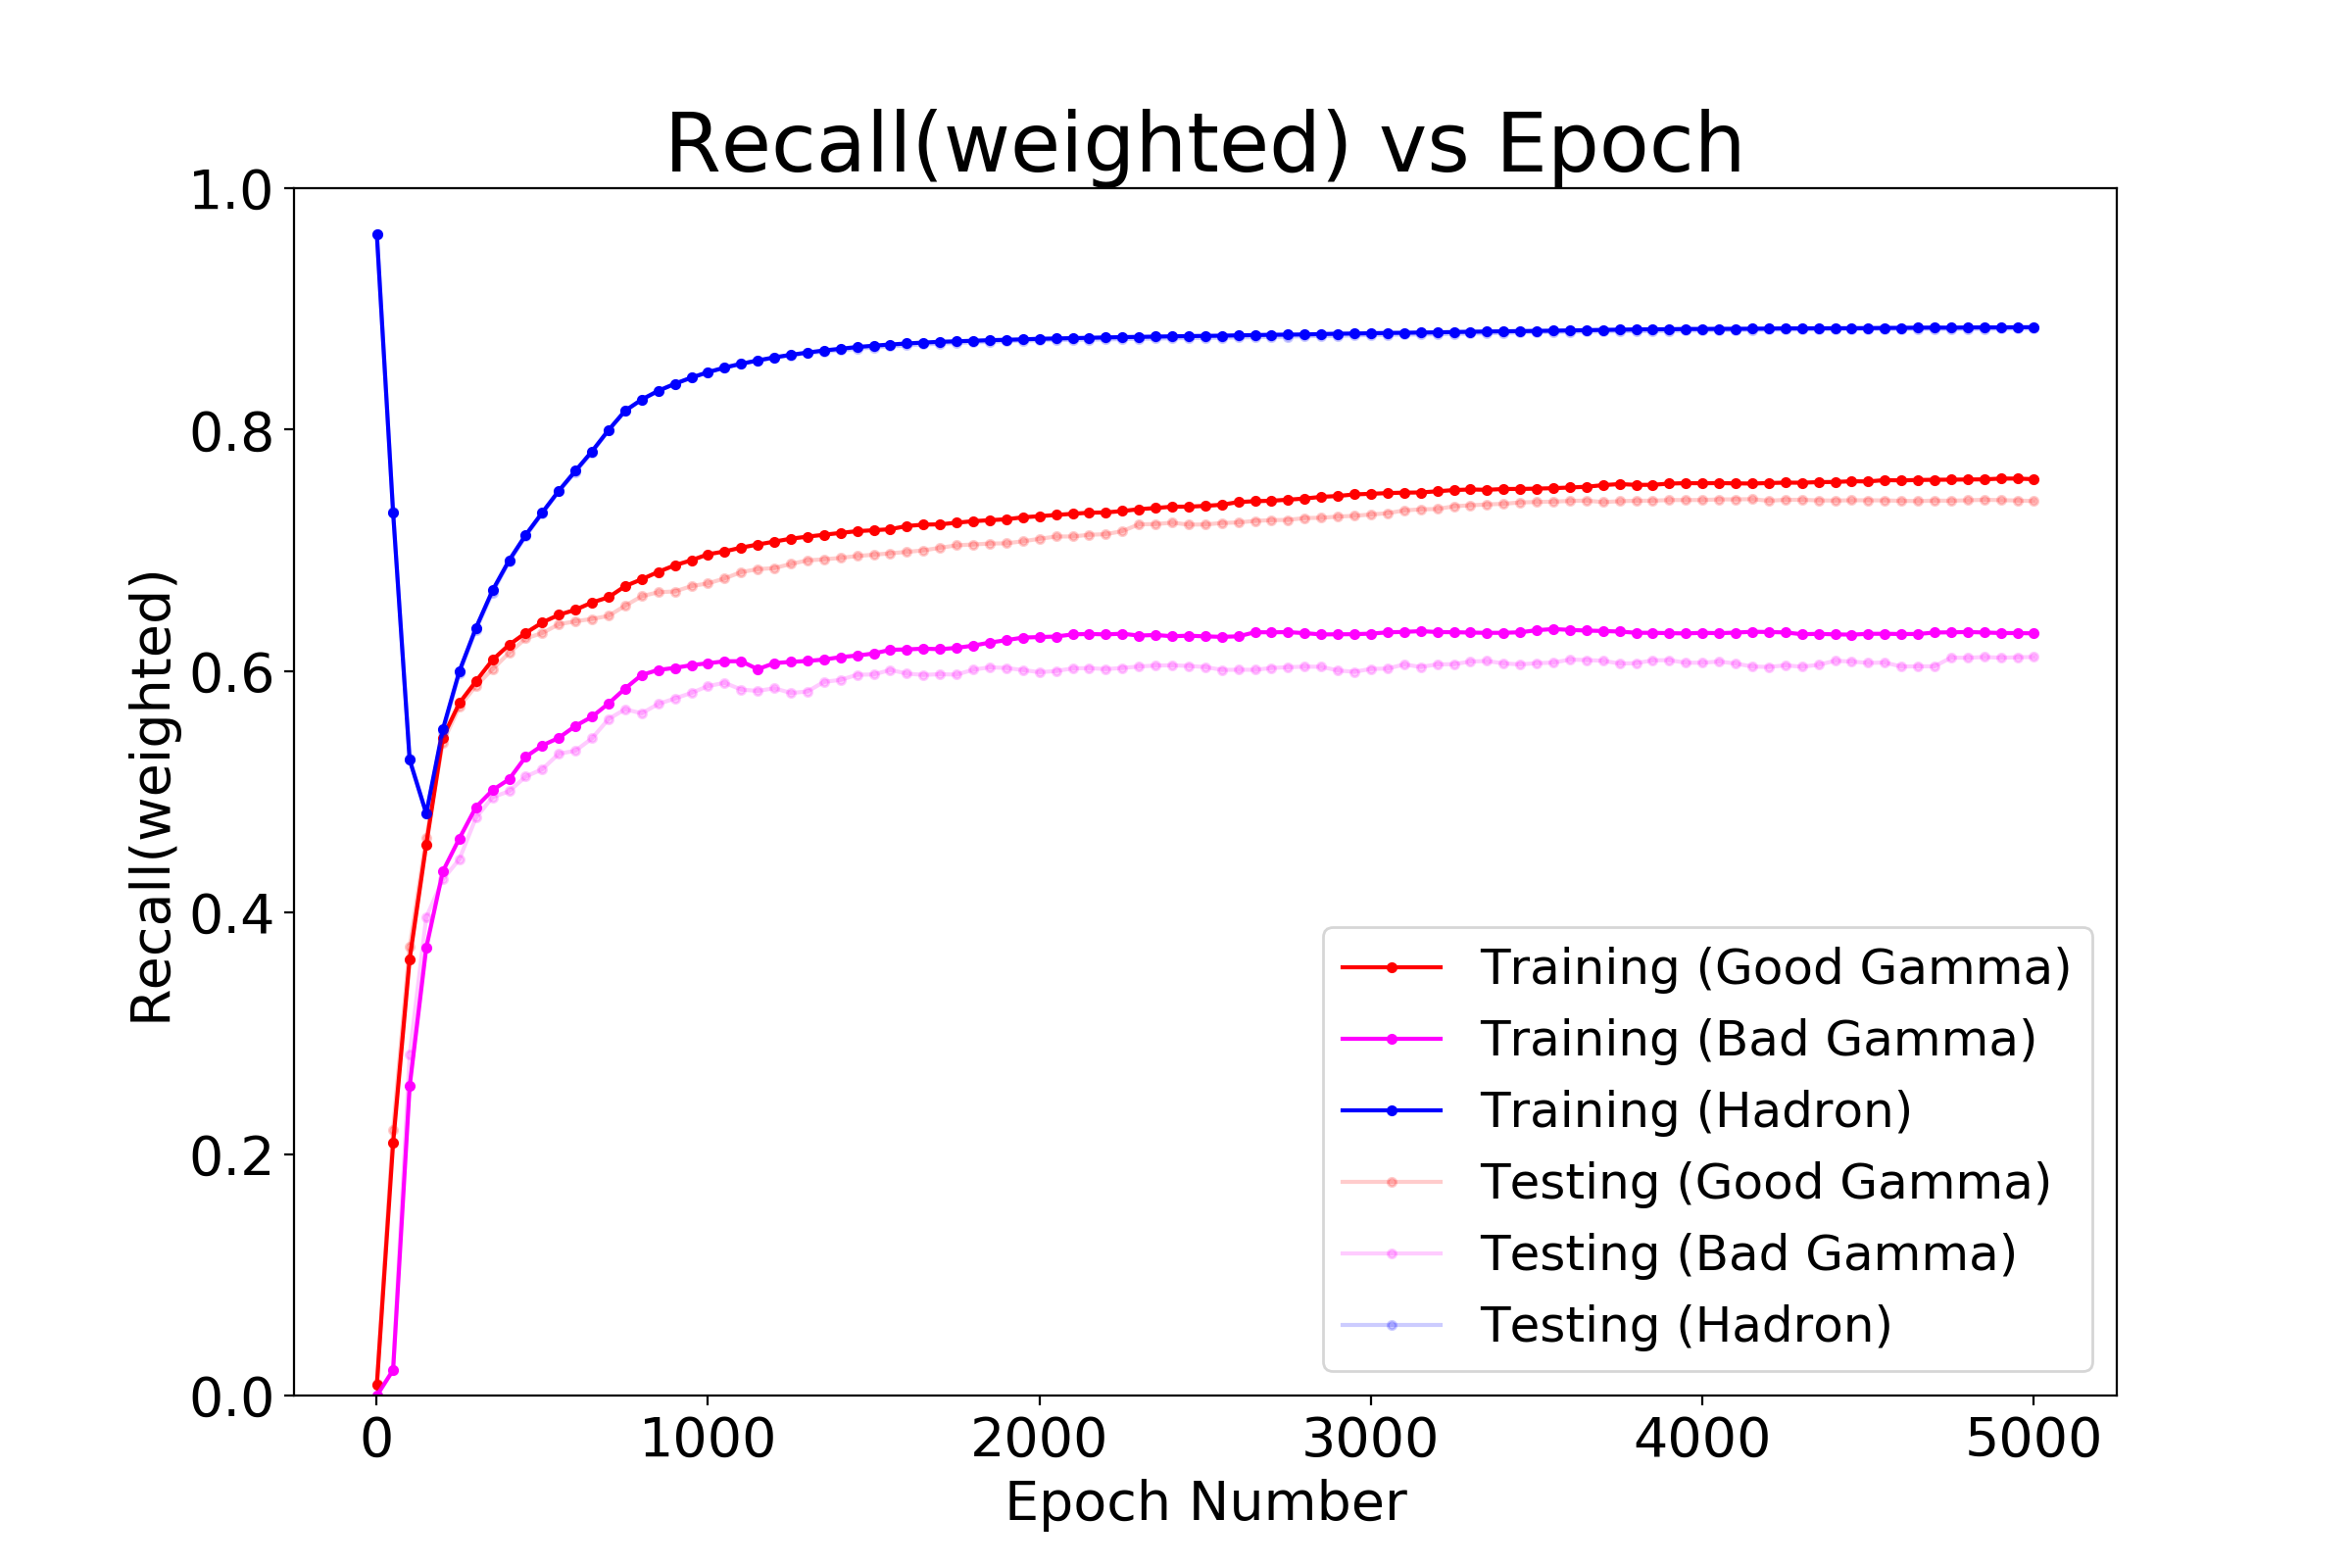 Recall(weighted) vs Epoch
1.0
0.8
0.6
0.4
0.2
0.0
Recall(weighted)
0 1000 2000 3000 4000 5000
Epoch Number
Training (Good Gamma)
Training (Bad Gamma)
Training (Hadron)
Testing (Good Gamma)
Testing (Bad Gamma)
Testing (Hadron)